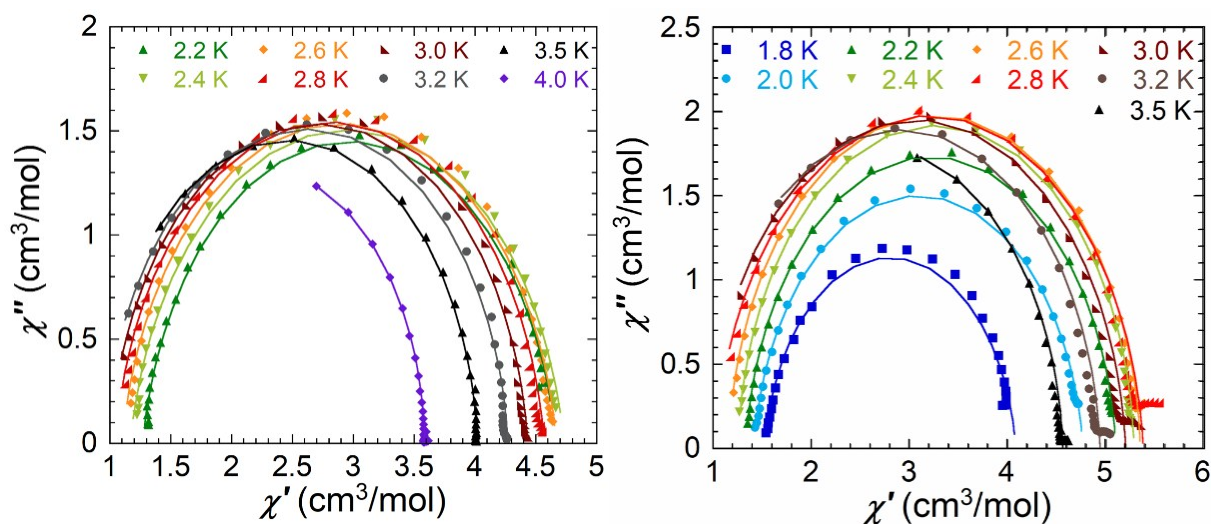 2
1.5
1
0.5
0
1 1.5 2 2.5 3 3.5 4 4.5 5
χ'' (cm³/mol)
χ' (cm³/mol)
2.2 K 2.6 K 3.0 K 3.5 K
2.4 K 2.8 K 3.2 K 4.0 K
2.5
2
1.5
1
0.5
0
1 2 3 4 5 6
χ'' (cm³/mol)
χ' (cm³/mol)
1.8 K 2.2 K 2.6 K 3.0 K
2.0 K 2.4 K 2.8 K 3.2 K
3.5 K